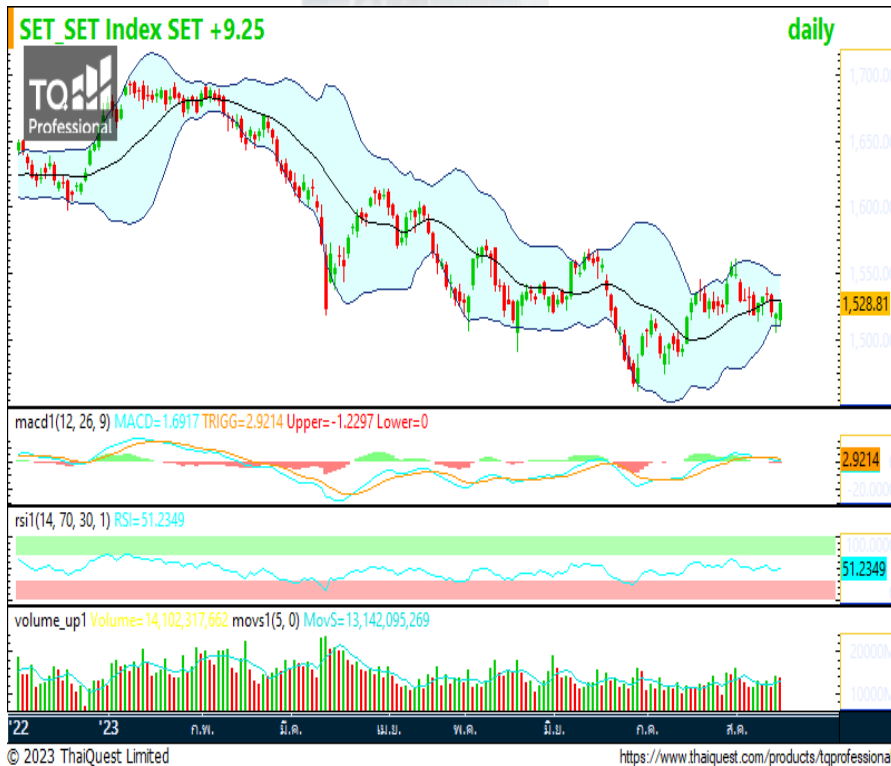 SET_SET Index SET +9.25 daily
TQ
Professional
1,700.00
1,650.00
1,600.00
1,550.00
1,528.81
1,500.00
macd1(12, 26, 9) MACD=1.6917 TRIGG=2.9214 Upper=-1.2297 Lower=0
2.9214
-20.0000
rsi1(14, 70, 30, 1) RSI=51.2349
100.0000
51.2349
volume_up1 Volume=14,102,317,662 movs1(5, 0) MovS=13,142,095,269
20000M
10000M
'22 '23 ก.พ. มี.ค. เม.ย. พ.ค. มิ.ย. ก.ค. ส.ค.
© 2023 ThaiQuest Limited https://www.thaiquest.com/products/tqprofessiona